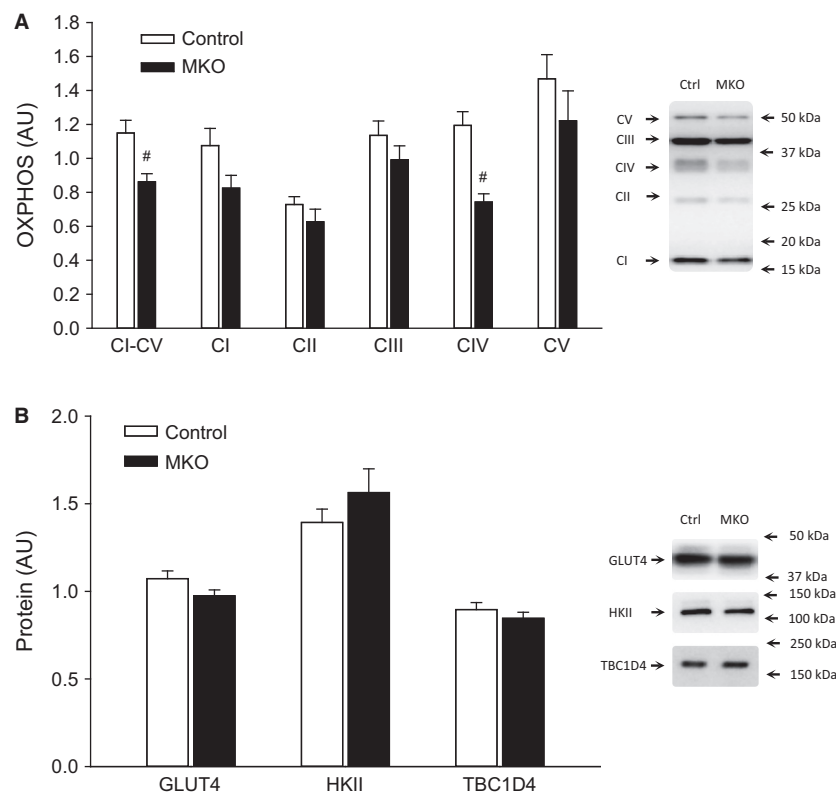 A
1.8
1.6
1.4
1.2
1.0
0.8
0.6
0.4
0.2
0.0
OXPHOS (AU)
Control
MKO
#
#
CI-CV CI CII CIII CIV CV
Ctrl MKO
CV 50 kDa
CIII 37 kDa
CIV
CII 25 kDa
20 kDa
CI 15 kDa
B
2.0
1.5
1.0
0.5
0.0
Protein (AU)
Control
MKO
GLUT4 HKII TBC1D4
Ctrl MKO
50 kDa
GLUT4
37 kDa
150 kDa
HKII 100 kDa
250 kDa
TBC1D4
150 kDa